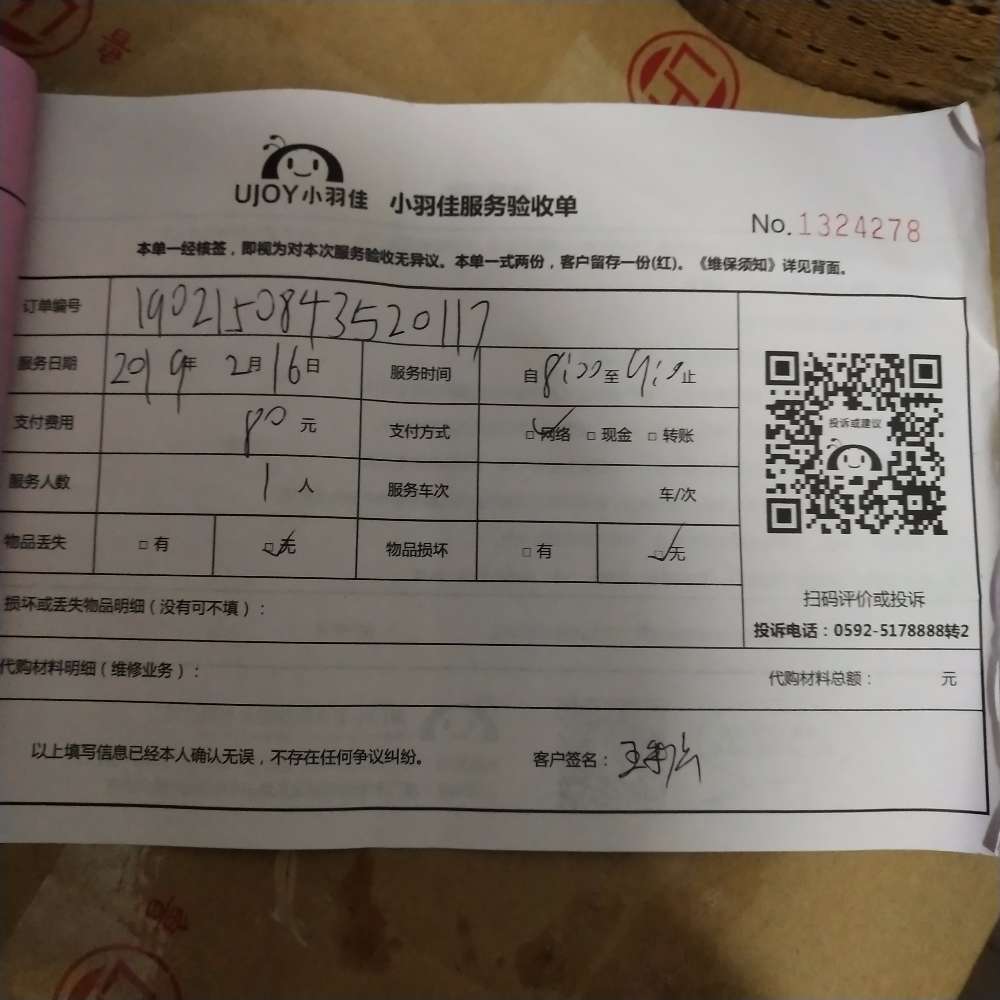 UJOY小羽佳 小羽佳服务验收单
No.1324278
本单一经核签，即视为对本次服务验收无异议。本单一式两份，客户留存一份(红)。《维保须知》详见背面。
订单编号 1902150843520117
服务日期 2019年 2月16日 服务时间 自8:00至9:0止
支付费用 80元 支付方式 □网络 □现金 □转账
服务人数 1人 服务车次 车/次
物品丢失 □有 □无 物品损坏 □有 □无
投诉或建议
扫码评价或投诉
投诉电话：0592-5178888转2
损坏或丢失物品明细（没有可不填）：
代购材料明细（维修业务）： 代购材料总额： 元
以上填写信息已经本人确认无误，不存在任何争议纠纷。 客户签名：